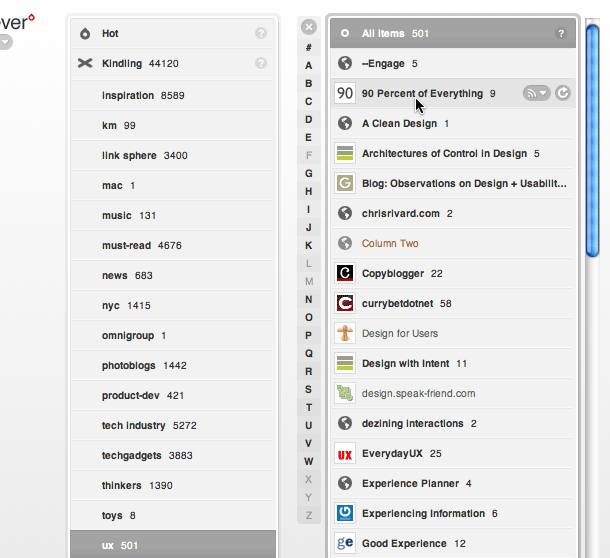 ever°
Hot ?
Kindling 44120 ?
inspiration 8589
km 99
link sphere 3400
mac 1
music 131
must-read 4676
news 683
nyc 1415
omnigroup 1
photoblogs 1442
product-dev 421
tech industry 5272
techgadgets 3883
thinkers 1390
toys 8
ux 501
#
A
B
C
D
E
F
G
H
I
J
K
L
M
N
O
P
Q
R
S
T
U
V
W
X
Y
Z
All items 501 ?
--Engage 5
90 90 Percent of Everything 9
A Clean Design 1
Architectures of Control in Design 5
G Blog: Observations on Design + Usabilit...
chrisrivard.com 2
Column Two
C Copyblogger 22
C currybetdotnet 58
Design for Users
Design with Intent 11
design.speak-friend.com
dezining interactions 2
UX EverydayUX 25
Experience Planner 4
Experiencing Information 6
ge Good Experience 12